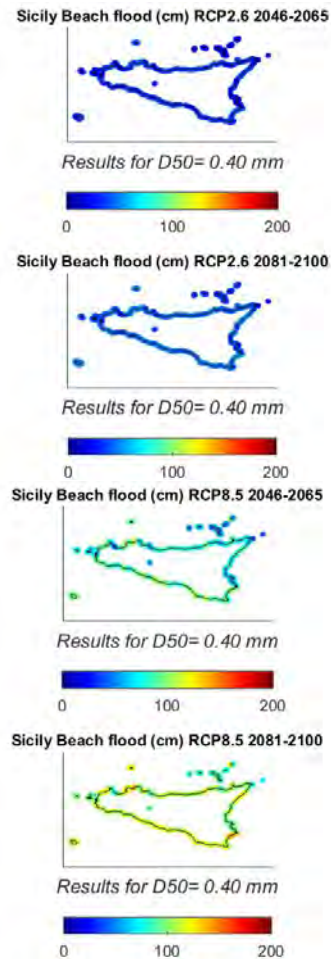 Sicily Beach flood (cm) RCP2.6 2046-2065
Results for D50= 0.40 mm
0 100 200
Sicily Beach flood (cm) RCP2.6 2081-2100
Results for D50= 0.40 mm
0 100 200
Sicily Beach flood (cm) RCP8.5 2046-2065
Results for D50= 0.40 mm
0 100 200
Sicily Beach flood (cm) RCP8.5 2081-2100
Results for D50= 0.40 mm
0 100 200